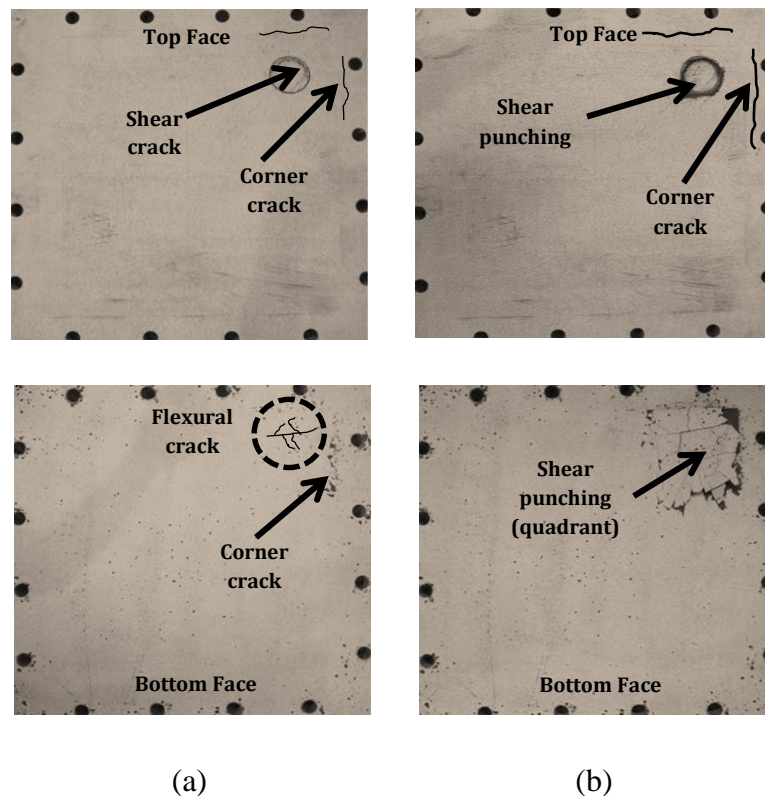 Top Face
Shear
crack
Corner
crack
Top Face
Shear
punching
Corner
crack
Flexural
crack
Corner
crack
Bottom Face
Shear
punching
(quadrant)
Bottom Face
(a)
(b)